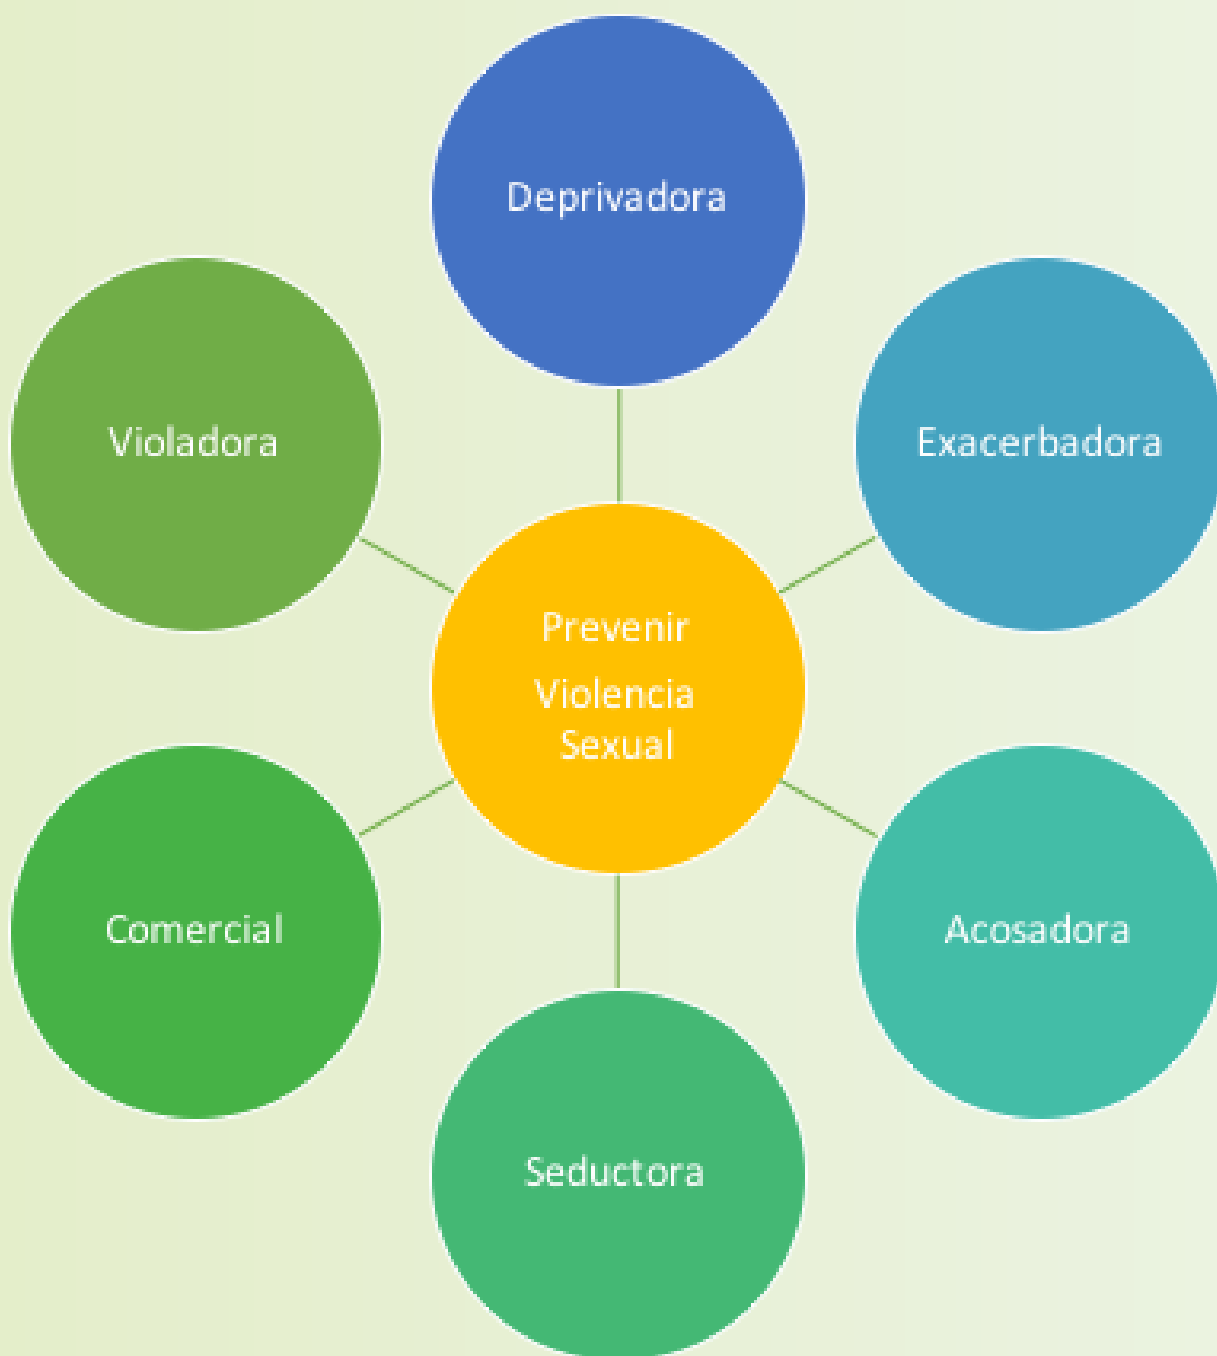 Deprivadora
Violadora
Exacerbadora
Prevenir
Violencia
Sexual
Comercial
Acosadora
Seductora